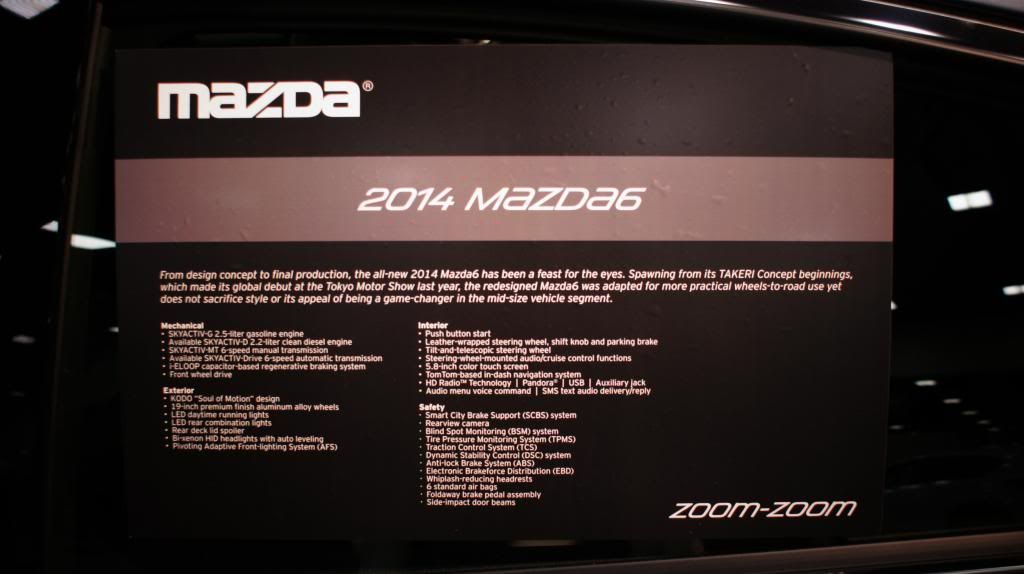 mazda®
2014 mazda6
From design concept to final production, the all-new 2014 Mazda6 has been a feast for the eyes. Spawning from its TAKERI Concept beginnings,
which made its global debut at the Tokyo Motor Show last year, the redesigned Mazda6 was adapted for more practical wheels-to-road use yet
does not sacrifice style or its appeal of being a game-changer in the mid-size vehicle segment.
Mechanical
• SKYACTIV-G 2.5-liter gasoline engine
• Available SKYACTIV-D 2.2-liter clean diesel engine
• SKYACTIV-MT 6-speed manual transmission
• Available SKYACTIV-Drive 6-speed automatic transmission
• i-ELOOP capacitor-based regenerative braking system
• Front wheel drive
Exterior
• KODO "Soul of Motion" design
• 19-inch premium finish aluminum alloy wheels
• LED daytime running lights
• LED rear combination lights
• Rear deck lid spoiler
• Bi-xenon HID headlights with auto leveling
• Pivoting Adaptive Front-lighting System (AFS)
Interior
• Push button start
• Leather-wrapped steering wheel, shift knob and parking brake
• Tilt-and-telescopic steering wheel
• Steering-wheel-mounted audio/cruise control functions
• 5.8-inch color touch screen
• TomTom-based in-dash navigation system
• HD Radio™ Technology | Pandora® | USB | Auxiliary jack
• Audio menu voice command | SMS text audio delivery/reply
Safety
• Smart City Brake Support (SCBS) system
• Rearview camera
• Blind Spot Monitoring (BSM) system
• Tire Pressure Monitoring System (TPMS)
• Traction Control System (TCS)
• Dynamic Stability Control (DSC) system
• Anti-lock Brake System (ABS)
• Electronic Brakeforce Distribution (EBD)
• Whiplash-reducing headrests
• 6 standard air bags
• Foldaway brake pedal assembly
• Side-impact door beams
zoom-zoom